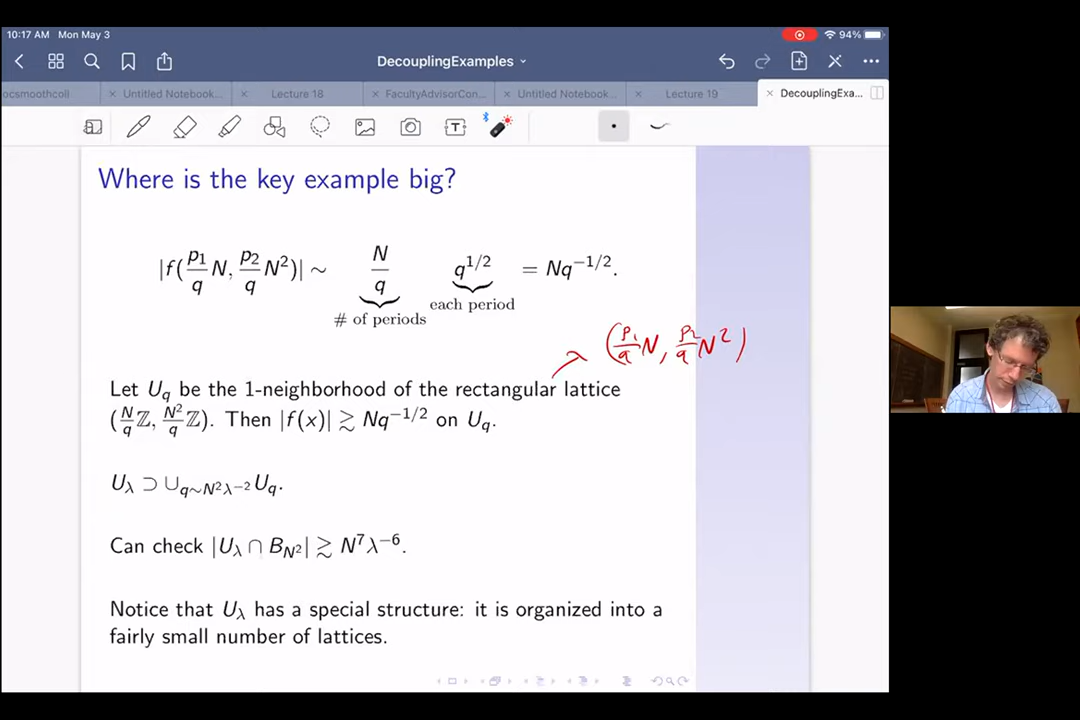 10:17 AM Mon May 3
94%
DecouplingExamples
ocsmoothcoll
Untitled Notebook...
Lecture 18
FacultyAdvisorCon...
Untitled Notebook...
Lecture 19
DecouplingExa...
Where is the key example big?
|f(p₁/q N, p₂/q N²)| ∼ N/q q^{1/2} = Nq^{−1/2}.
# of periods each period
(p₁/q N, p₂/q N²)
Let U_q be the 1-neighborhood of the rectangular lattice
(N/q ℤ, N²/q ℤ). Then |f(x)| ≳ Nq^{−1/2} on U_q.
U_λ ⊃ ∪_{q∼N²λ^{−2}} U_q.
Can check |U_λ ∩ B_{N²}| ≳ N⁷λ^{−6}.
Notice that U_λ has a special structure: it is organized into a
fairly small number of lattices.